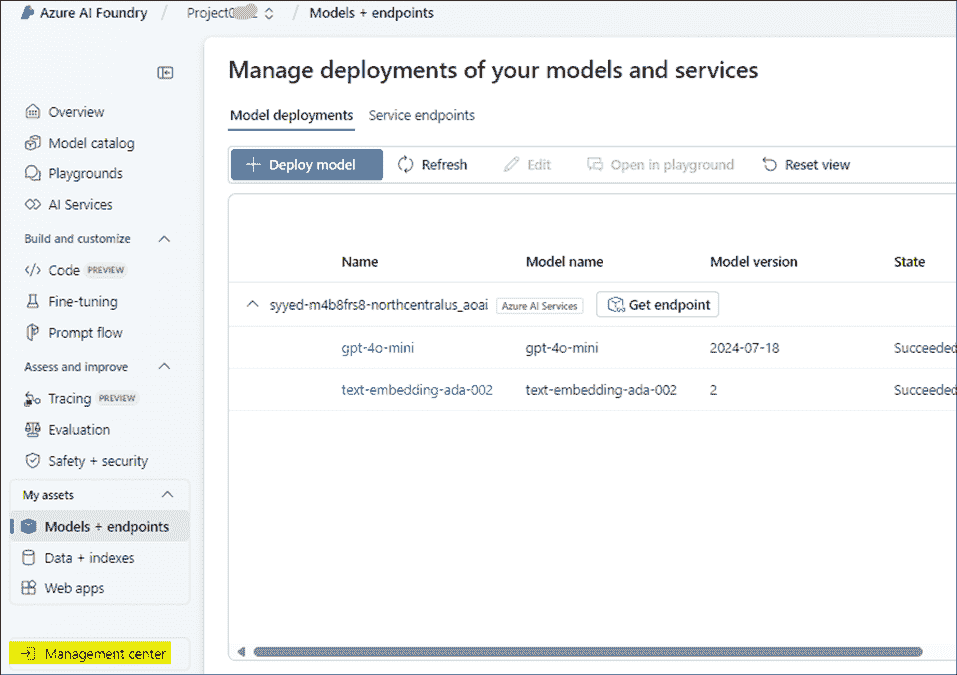 Azure AI Foundry / Project / Models + endpoints
Overview
Model catalog
Playgrounds
AI Services
Build and customize
Code PREVIEW
Fine-tuning
Prompt flow
Assess and improve
Tracing PREVIEW
Evaluation
Safety + security
My assets
Models + endpoints
Data + indexes
Web apps
Management center
Manage deployments of your models and services
Model deployments Service endpoints
+ Deploy model Refresh Edit Open in playground Reset view
Name Model name Model version State
syyed-m4b8frs8-northcentralus_aoai Azure AI Services Get endpoint
gpt-4o-mini gpt-4o-mini 2024-07-18 Succeeded
text-embedding-ada-002 text-embedding-ada-002 2 Succeeded